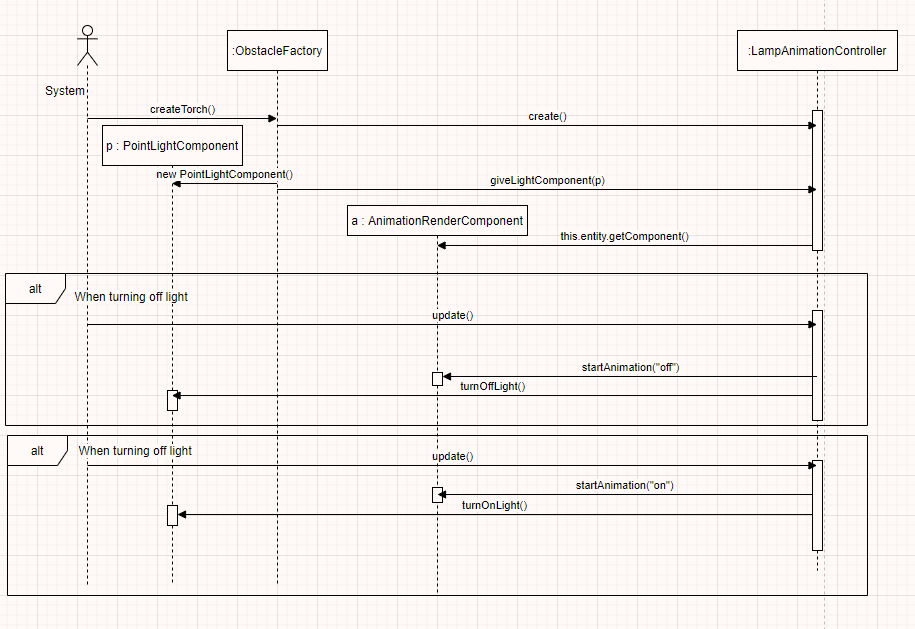 :ObstacleFactory
:LampAnimationController
System
createTorch()
create()
p : PointLightComponent
new PointLightComponent()
giveLightComponent(p)
a : AnimationRenderComponent
this.entity.getComponent()
alt
When turning off light
update()
startAnimation("off")
turnOffLight()
alt
When turning off light
update()
startAnimation("on")
turnOnLight()